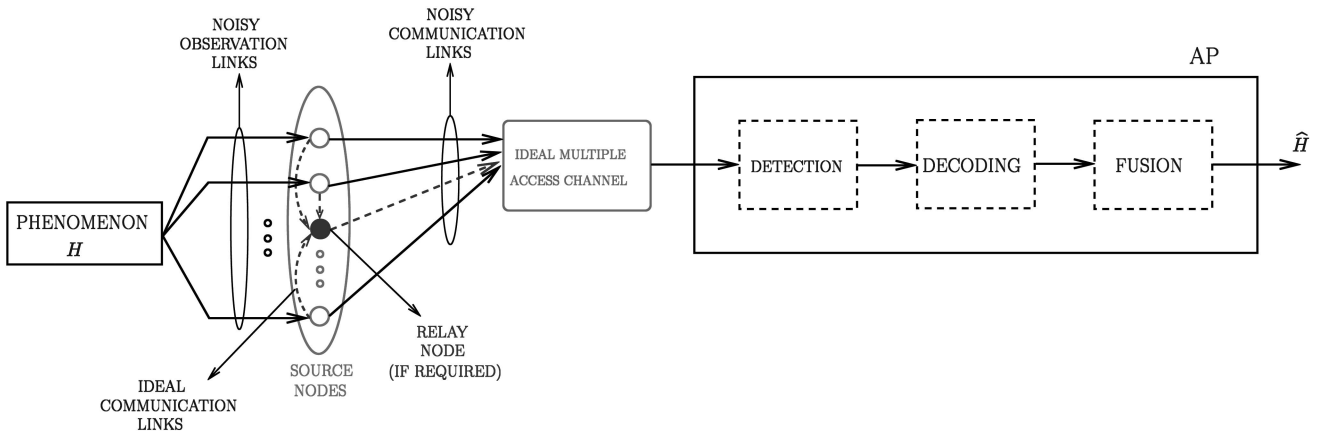 NOISY
OBSERVATION
LINKS
NOISY
COMMUNICATION
LINKS
AP
PHENOMENON
H
IDEAL MULTIPLE
ACCESS CHANNEL
DETECTION
DECODING
FUSION
Ĥ
RELAY
NODE
(IF REQUIRED)
SOURCE
NODES
IDEAL
COMMUNICATION
LINKS